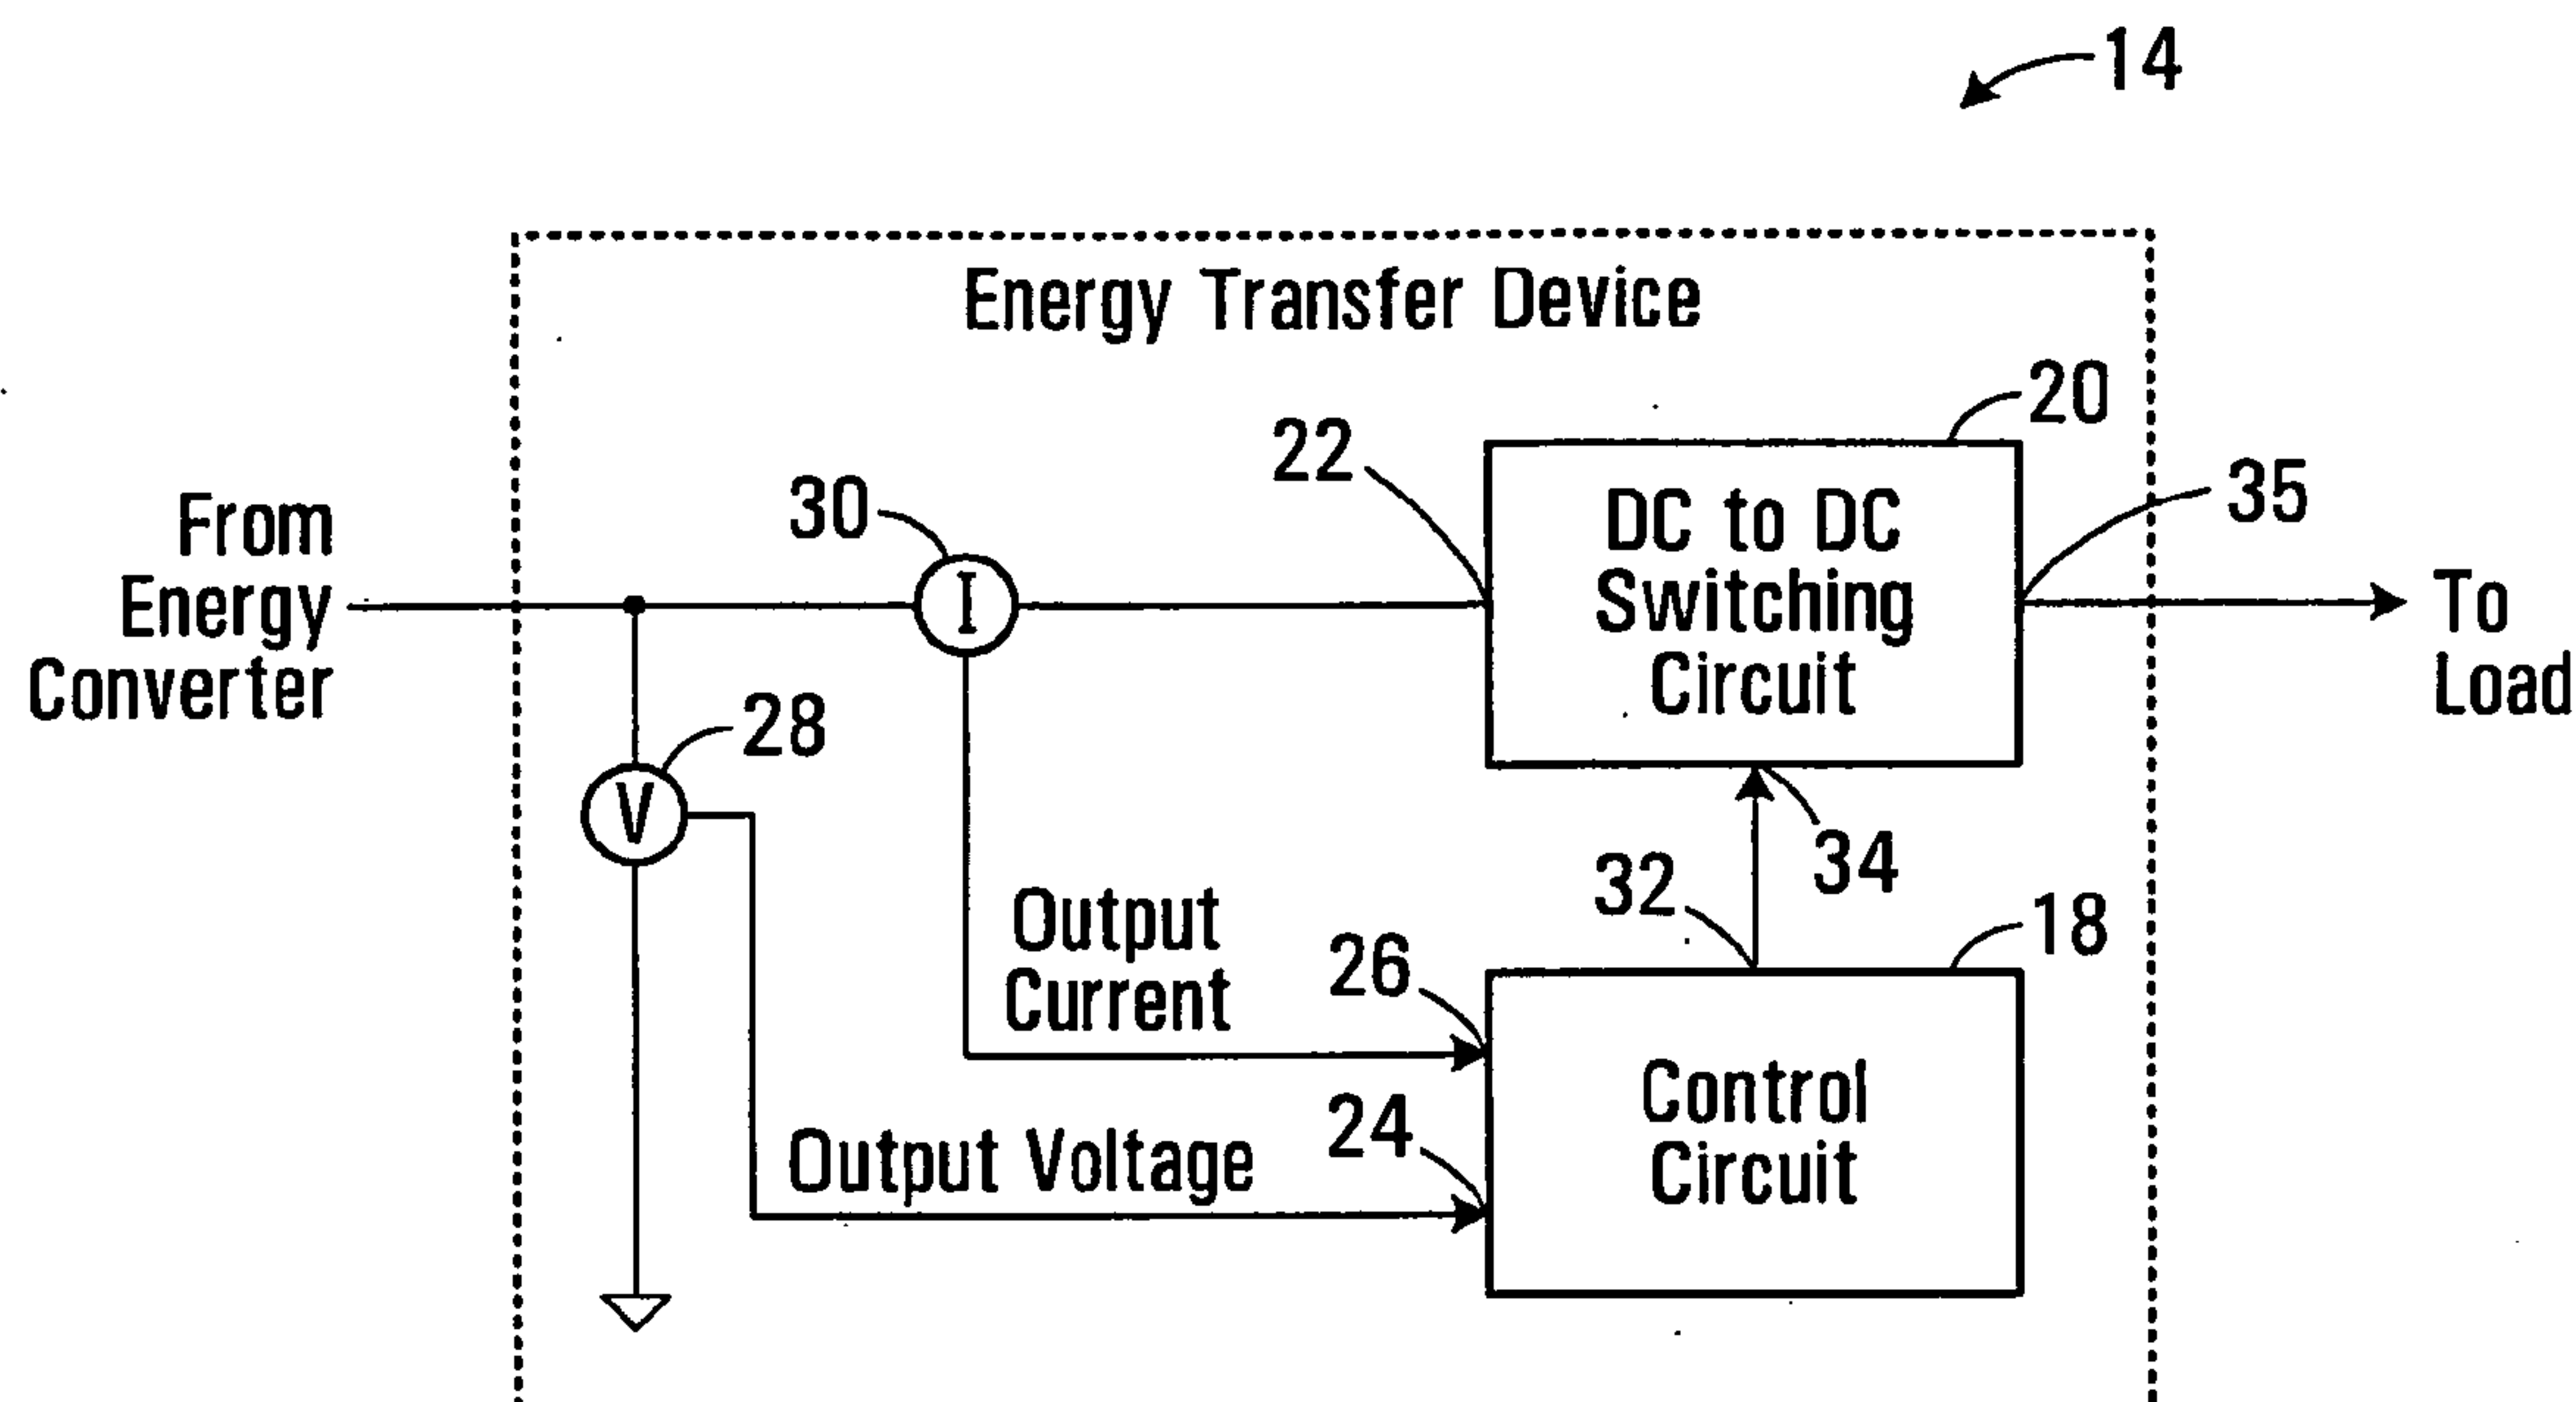 14
Energy Transfer Device
20
22
35
30
DC to DC
Switching
Circuit
From
Energy
Converter
I
To
Load
28
V
34
32
18
Output
Current
26
24
Output Voltage
Control
Circuit